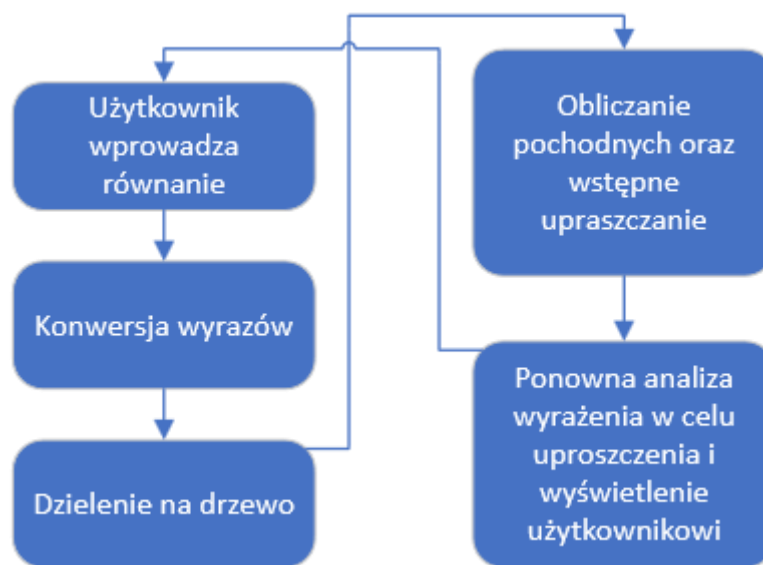 Użytkownik
wprowadza
równanie
Konwersja wyrazów
Dzielenie na drzewo
Obliczanie
pochodnych oraz
wstępne
upraszczanie
Ponowna analiza
wyrażenia w celu
uproszczenia i
wyświetlenie
użytkownikowi